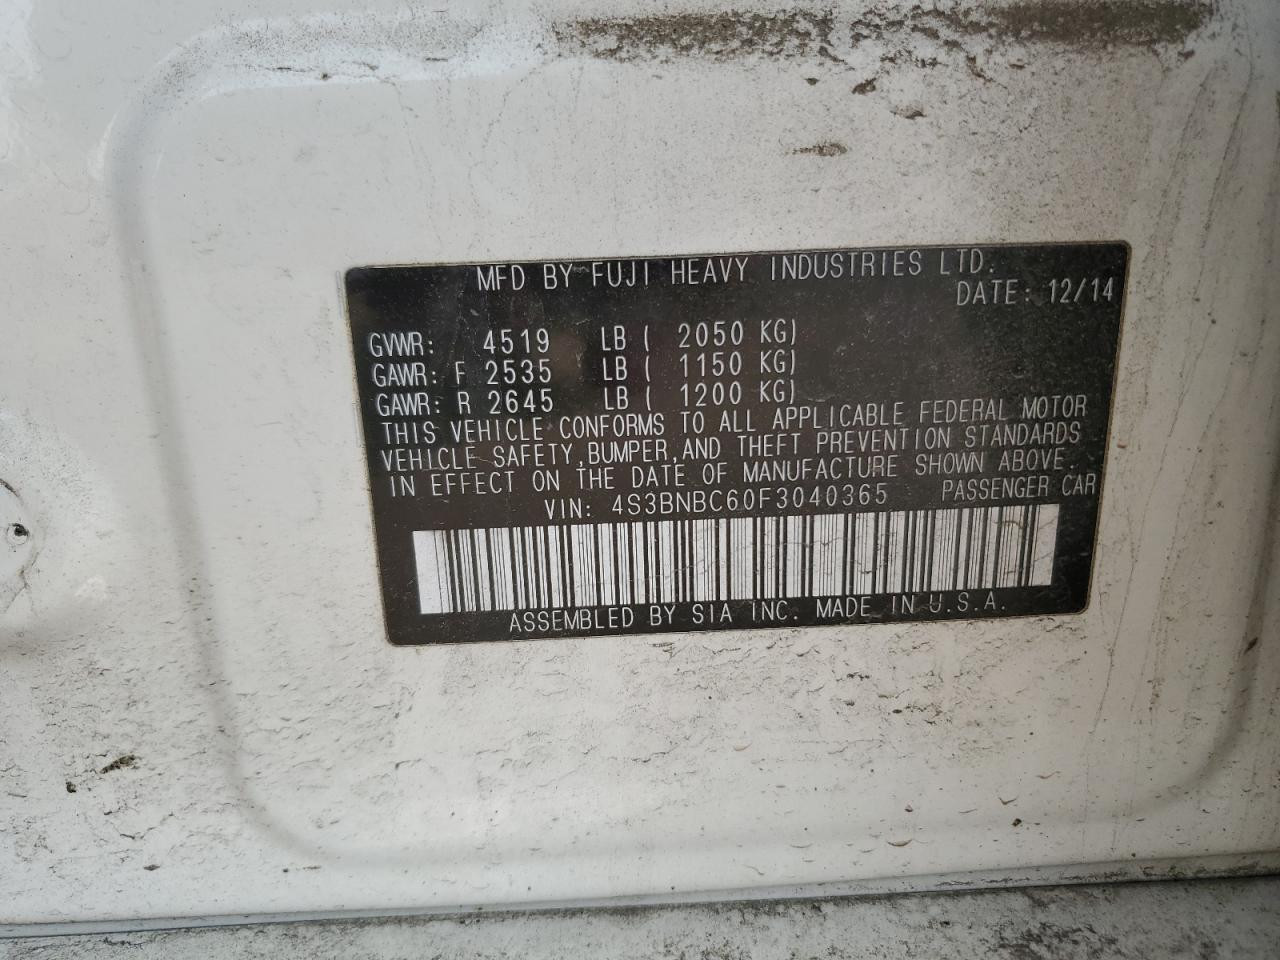 MFD BY FUJI HEAVY INDUSTRIES LTD.
DATE: 12/14
GVWR: 4519 LB ( 2050 KG)
GAWR: F 2535 LB ( 1150 KG)
GAWR: R 2645 LB ( 1200 KG)
THIS VEHICLE CONFORMS TO ALL APPLICABLE FEDERAL MOTOR
VEHICLE SAFETY,BUMPER,AND THEFT PREVENTION STANDARDS
IN EFFECT ON THE DATE OF MANUFACTURE SHOWN ABOVE.
VIN: 4S3BNBC60F3040365 PASSENGER CAR
ASSEMBLED BY SIA INC. MADE IN U.S.A.